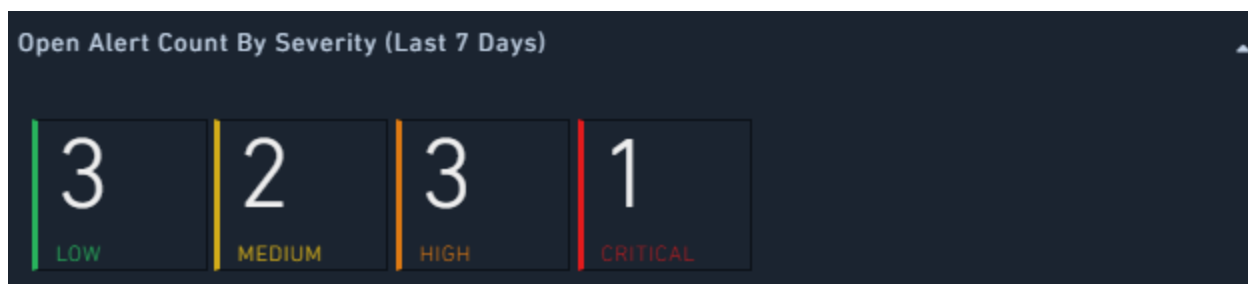 Open Alert Count By Severity (Last 7 Days)
3 2 3 1
LOW MEDIUM HIGH CRITICAL